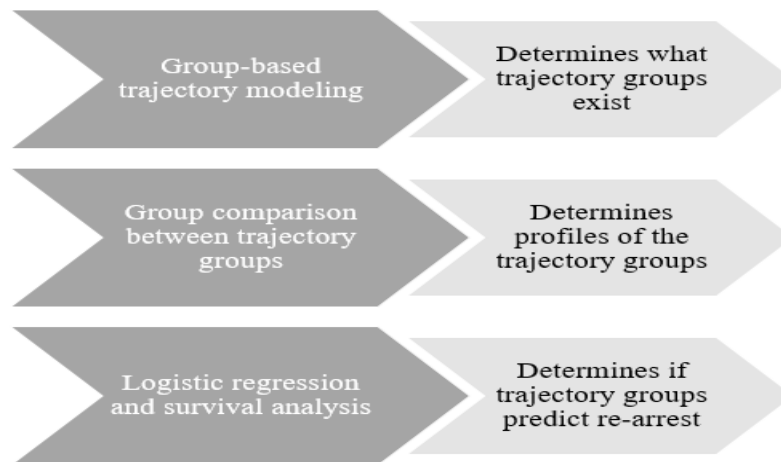 Group-based
trajectory modeling
Determines what
trajectory groups
exist
Group comparison
between trajectory
groups
Determines
profiles of the
trajectory groups
Logistic regression
and survival analysis
Determines if
trajectory groups
predict re-arrest